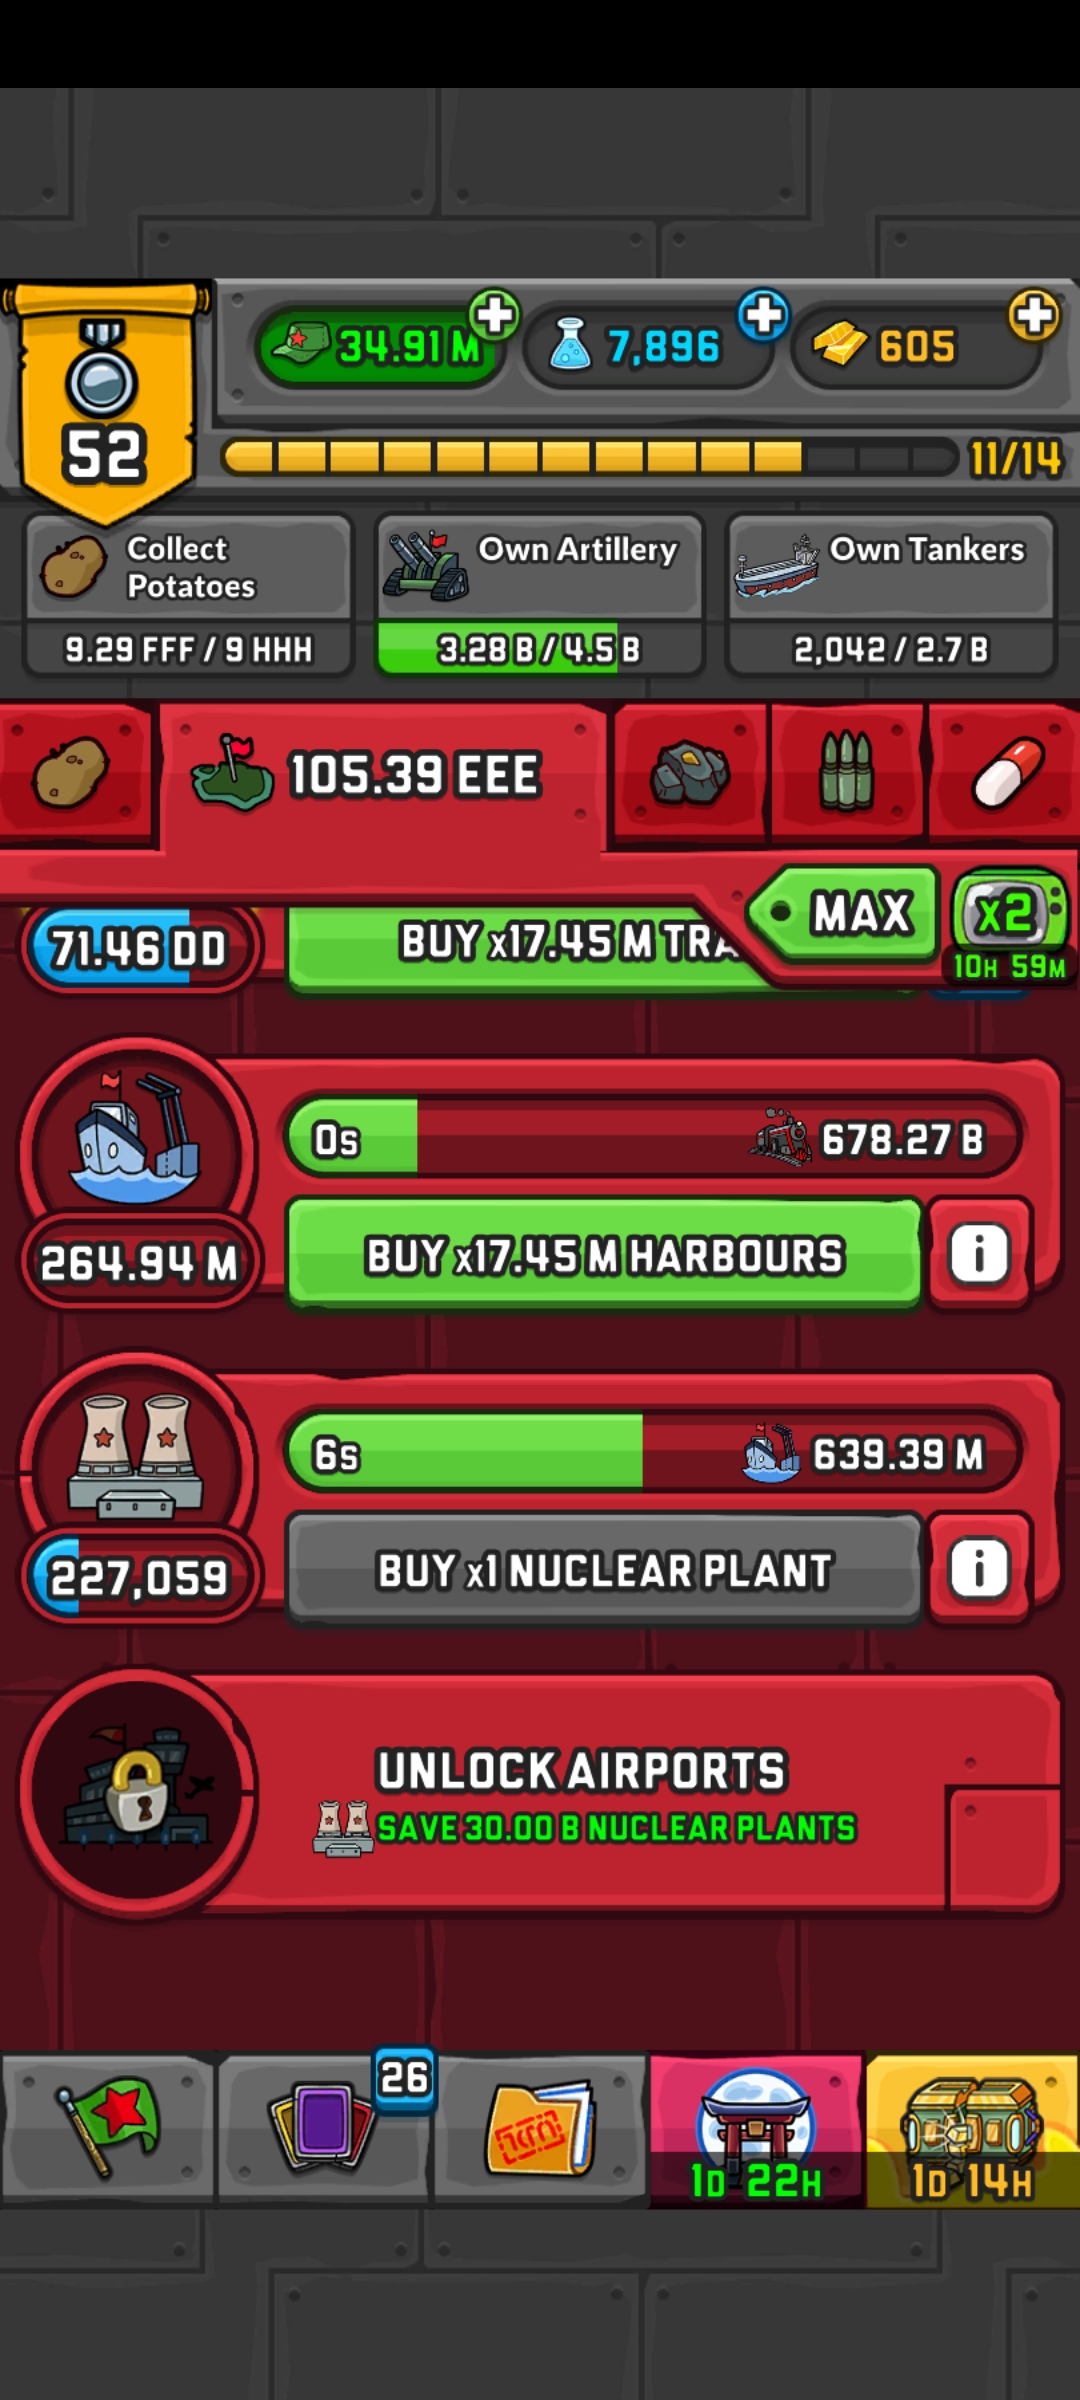 34.91 M
7,896
605
52
11/14
Collect
Potatoes
9.29 FFF / 9 HHH
Own Artillery
3.28 B / 4.5 B
Own Tankers
2,042 / 2.7 B
105.39 EEE
MAX
x2
10H 59M
71.46 DD
BUY x17.45 M TRA
0s
678.27 B
264.94 M
BUY x17.45 M HARBOURS
i
6s
639.39 M
227,059
BUY x1 NUCLEAR PLANT
i
UNLOCK AIRPORTS
SAVE 30.00 B NUCLEAR PLANTS
26
1D 22H
1D 14H